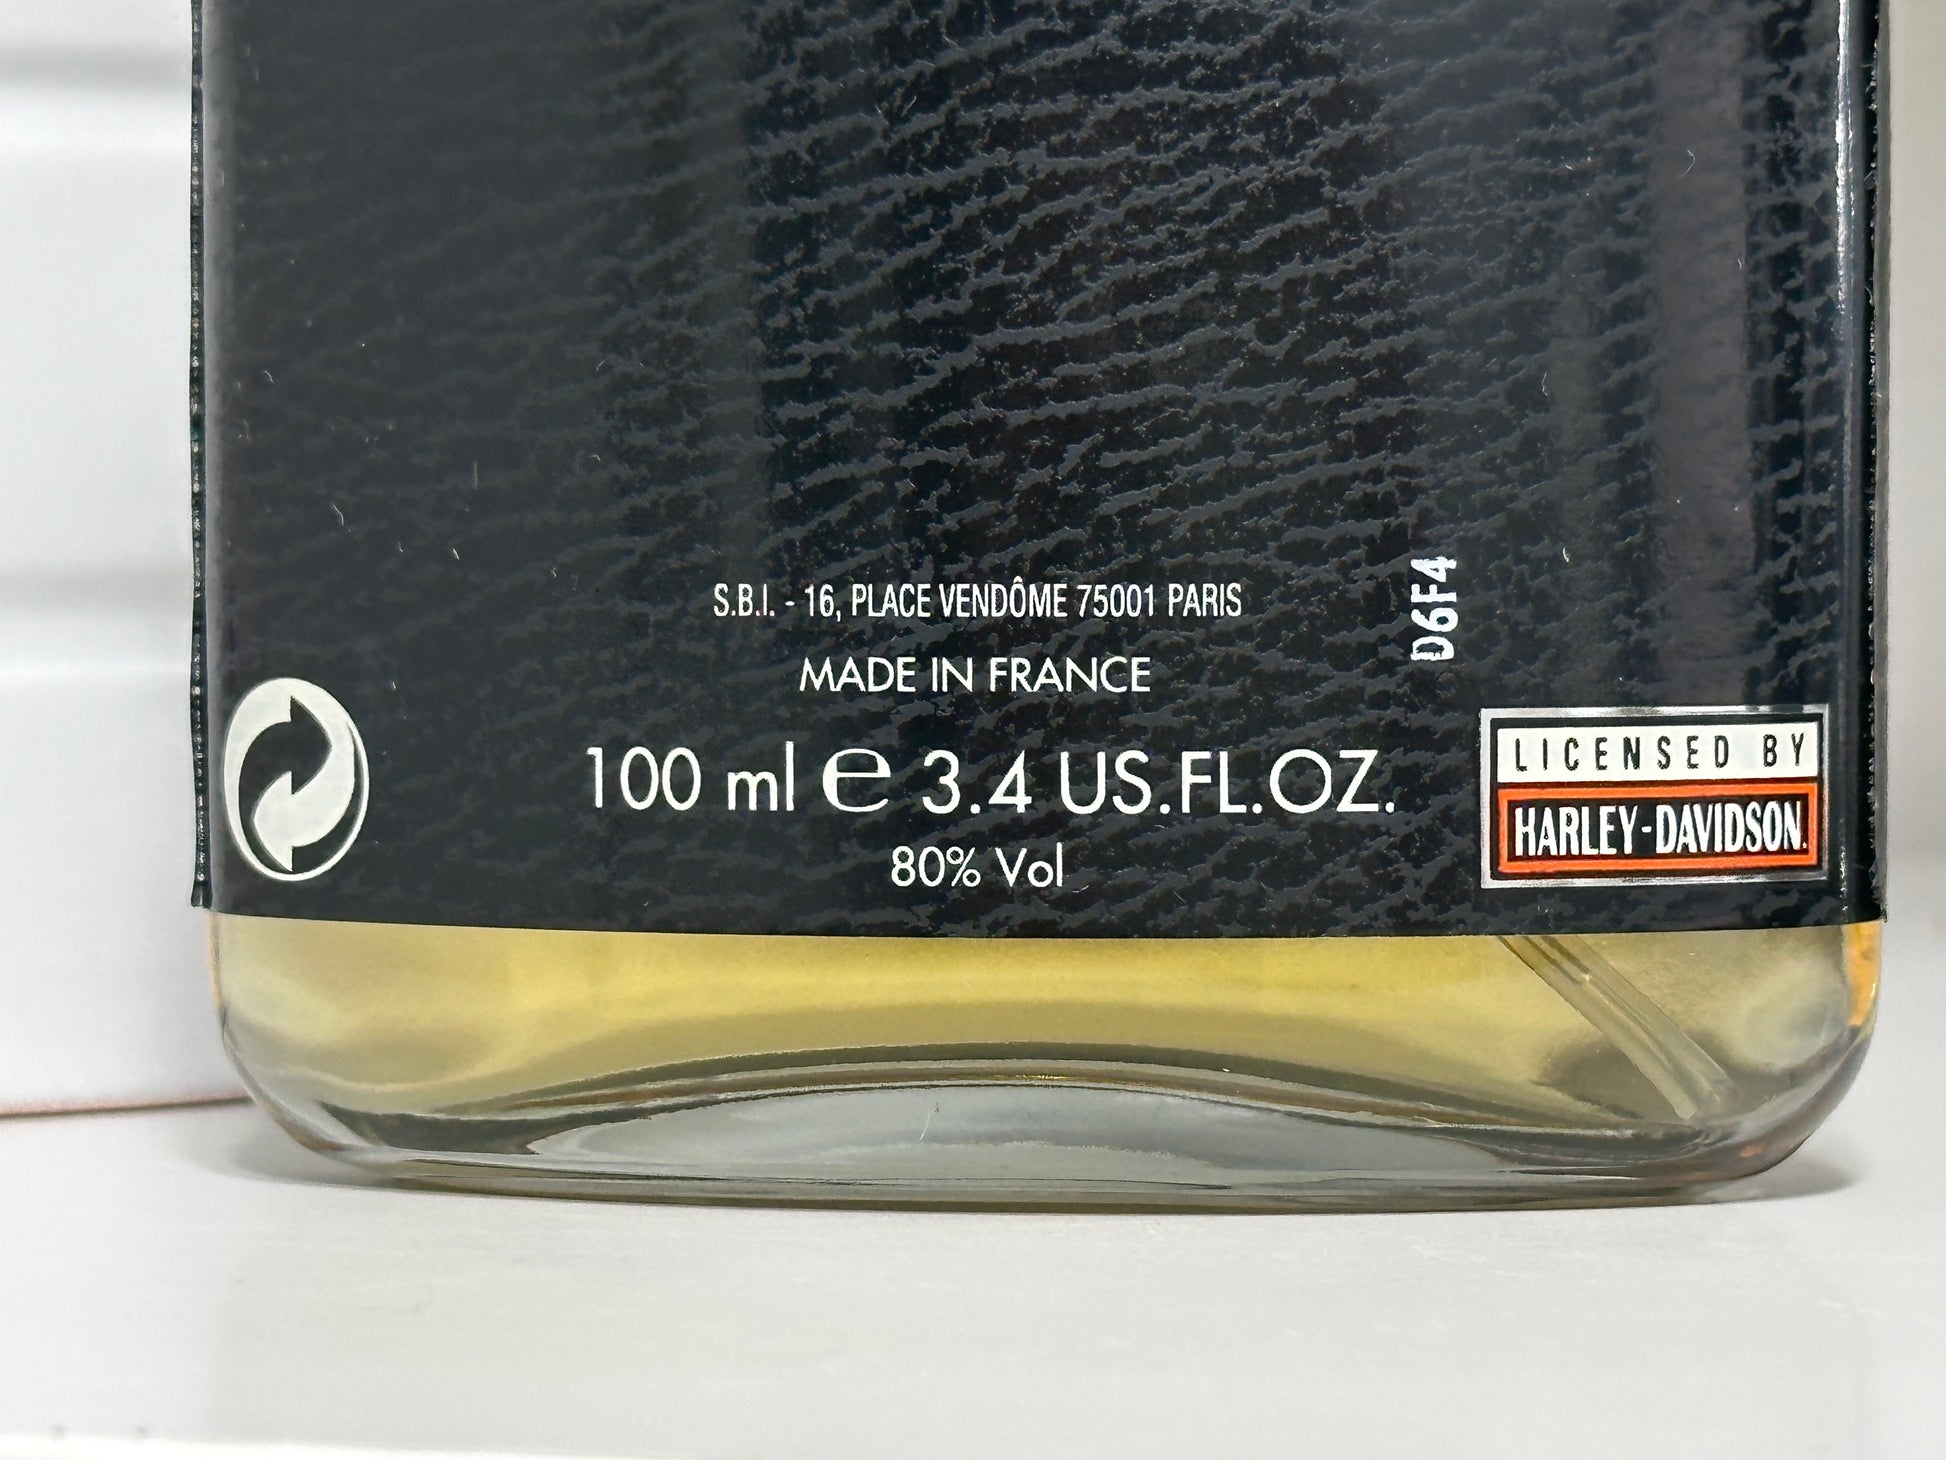 S.B.I. - 16, PLACE VENDÔME 75001 PARIS
D6F4
MADE IN FRANCE
100 ml e 3.4 US.FL.OZ.
80% Vol
LICENSED BY
HARLEY-DAVIDSON